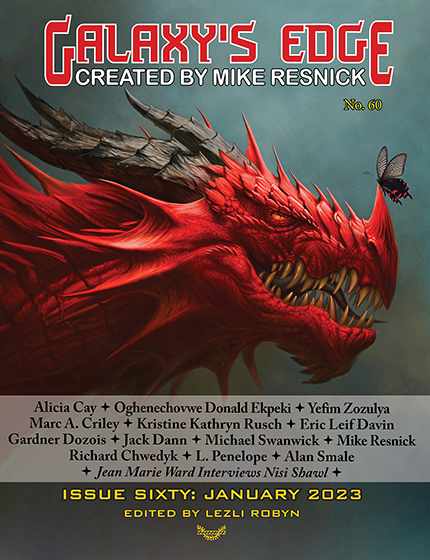 GALAXY'S EDGE
CREATED BY MIKE RESNICK
No. 60
Alicia Cay ✦ Oghenechovwe Donald Ekpeki ✦ Yefim Zozulya
Marc A. Criley ✦ Kristine Kathryn Rusch ✦ Eric Leif Davin
Gardner Dozois ✦ Jack Dann ✦ Michael Swanwick ✦ Mike Resnick
Richard Chwedyk ✦ L. Penelope ✦ Alan Smale
✦ Jean Marie Ward Interviews Nisi Shawl ✦
ISSUE SIXTY: JANUARY 2023
EDITED BY LEZLI ROBYN